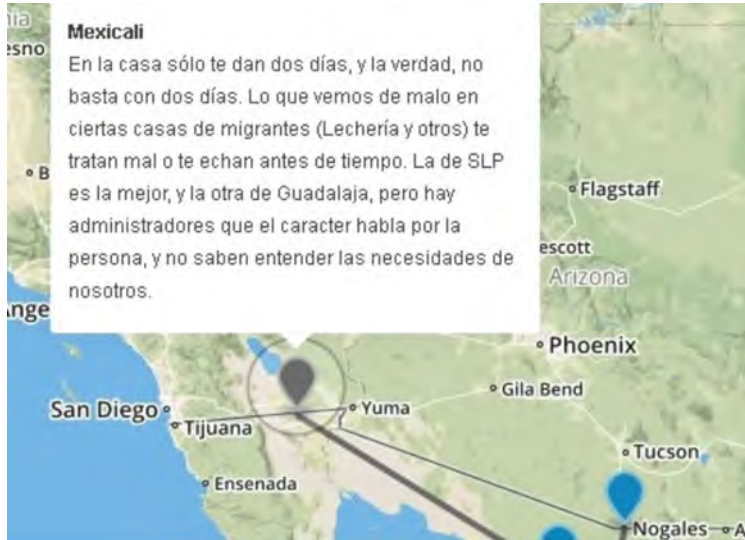 Mexicali
En la casa sólo te dan dos días, y la verdad, no
basta con dos días. Lo que vemos de malo en
ciertas casas de migrantes (Lechería y otros) te
tratan mal o te echan antes de tiempo. La de SLP
es la mejor, y la otra de Guadalaja, pero hay
administradores que el caracter habla por la
persona, y no saben entender las necesidades de
nosotros.
Flagstaff
Arizona
Phoenix
Gila Bend
San Diego
Yuma
Tijuana
Tucson
Ensenada
Nogales